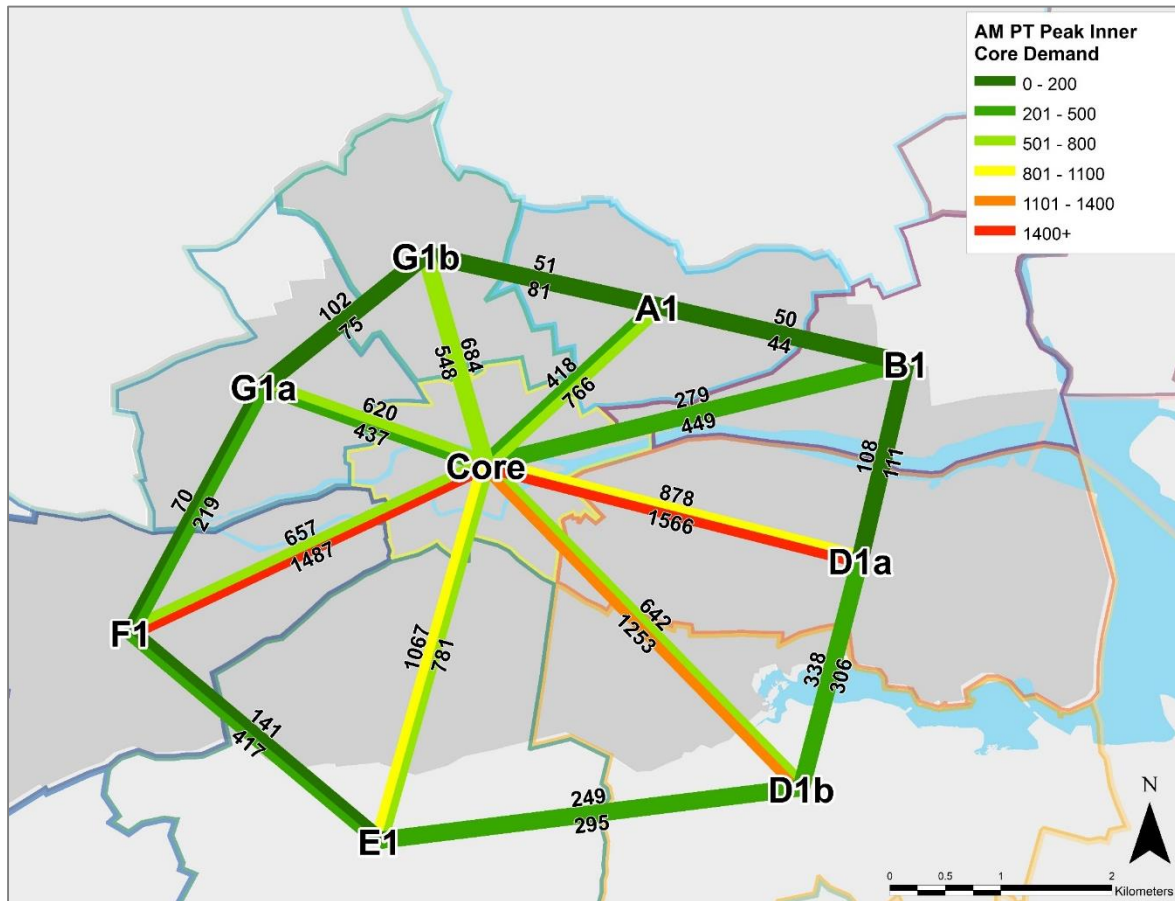 AM PT Peak Inner
Core Demand
0 - 200
201 - 500
501 - 800
801 - 1100
1101 - 1400
1400+
G1b
51
81
A1
50
44
B1
102
75
G1a
684
548
418
766
279
449
620
437
Core
108
111
70
219
657
1487
878
1566
D1a
F1
1067
781
642
1253
338
306
141
417
D1b
249
295
E1
N
0 0.5 1 2
Kilometers